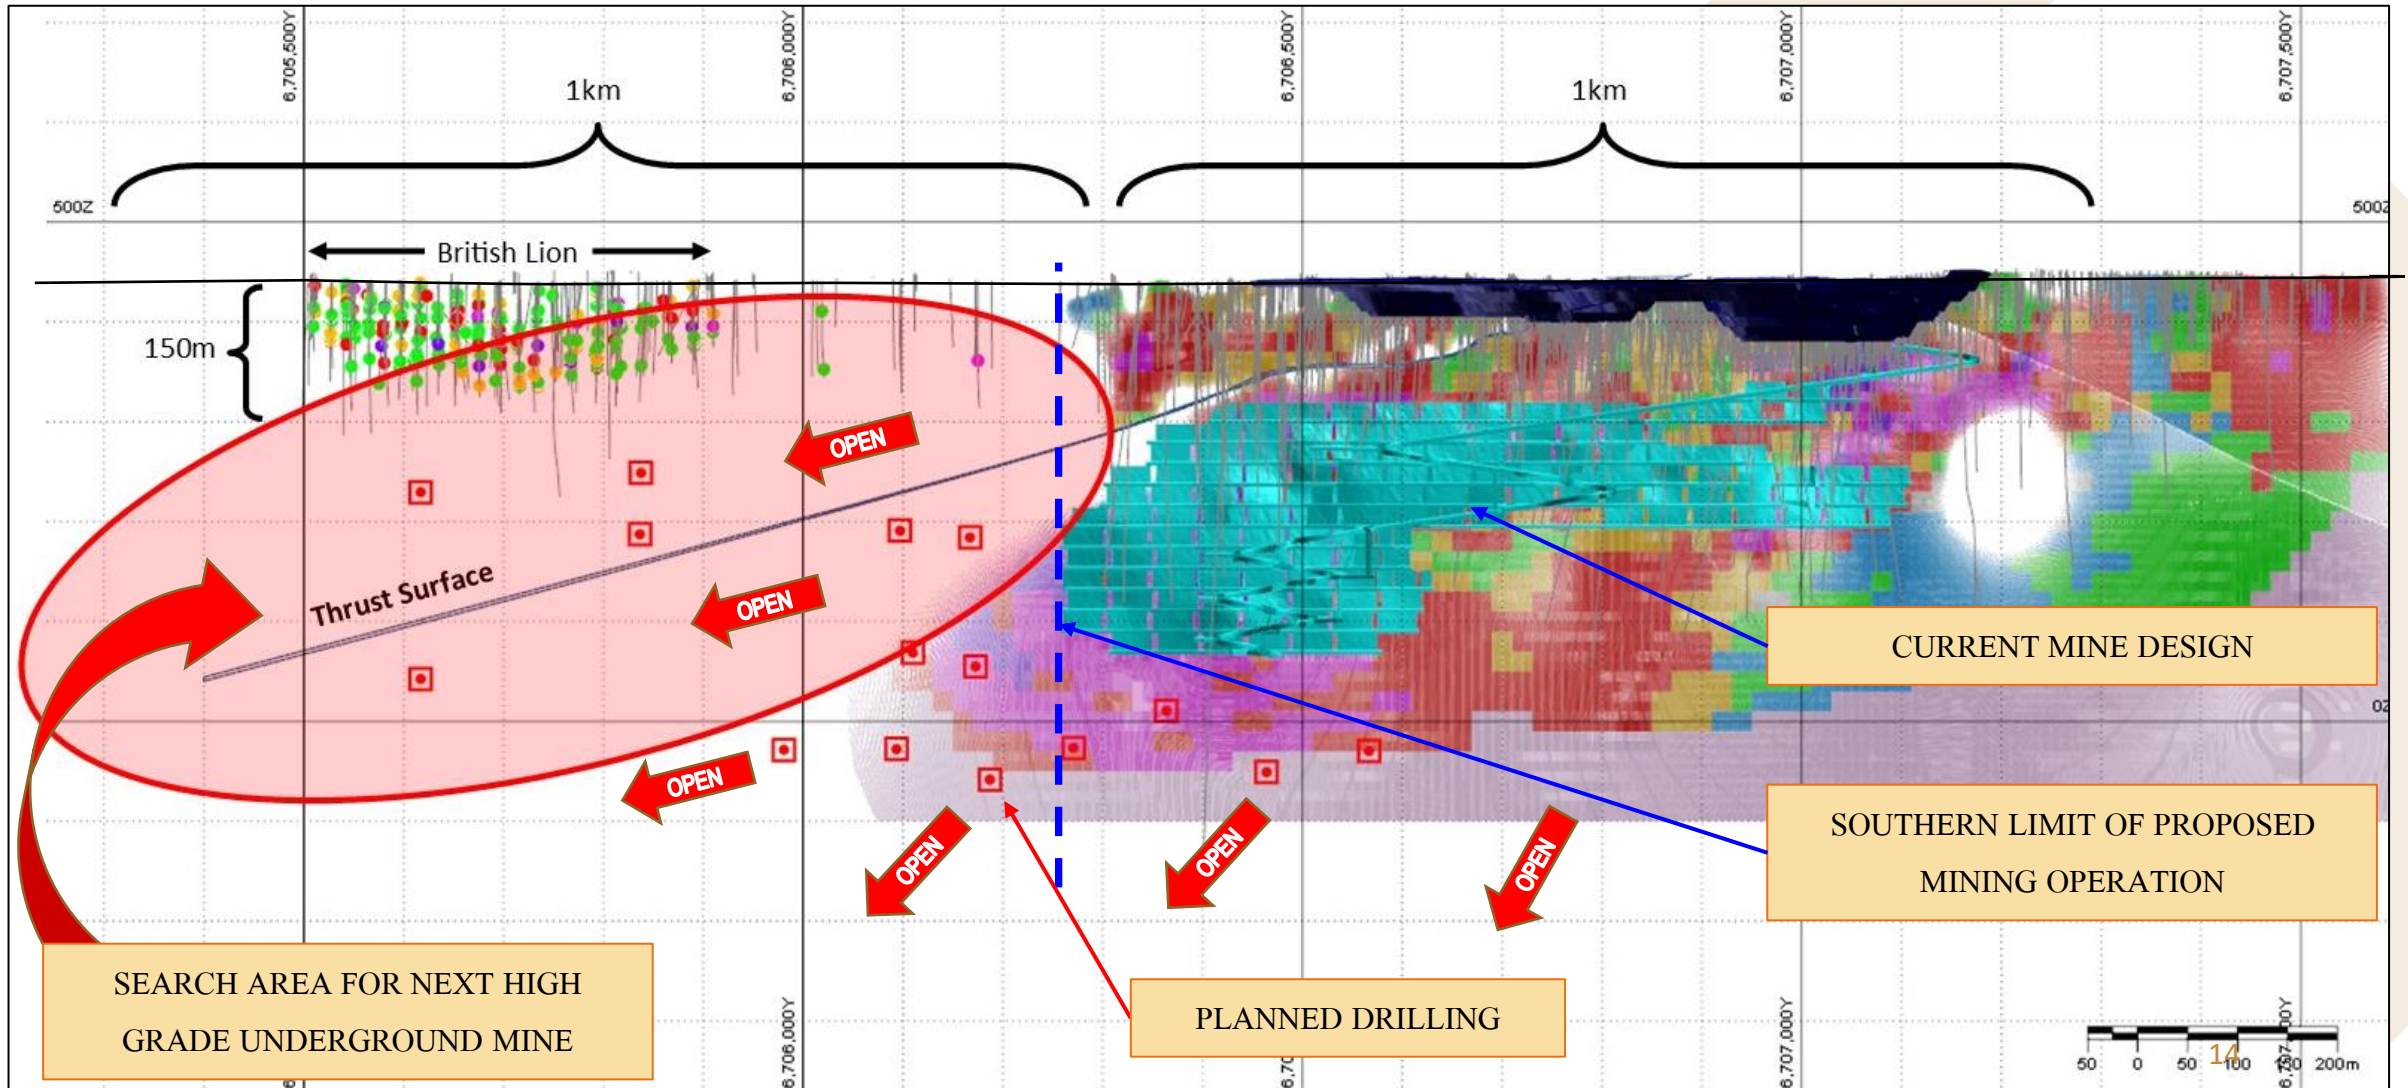 6,705,500Y
6,706,000Y
6,706,500Y
6,707,000Y
6,707,500Y
1km
1km
500Z
500Z
British Lion
150m
OPEN
Thrust Surface
OPEN
OPEN
OPEN
OPEN
OPEN
CURRENT MINE DESIGN
SOUTHERN LIMIT OF PROPOSED
MINING OPERATION
SEARCH AREA FOR NEXT HIGH
GRADE UNDERGROUND MINE
PLANNED DRILLING
6,706,000Y
6,707,000Y
50 0 50 100 150 200m
14